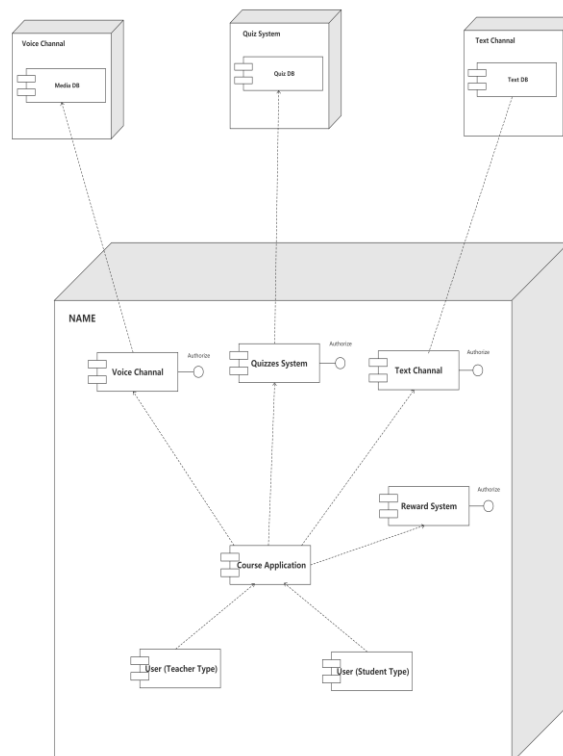 Voice Channal
Media DB
Quiz System
Quiz DB
Text Channal
Text DB
NAME
Voice Channal
Authorize
Quizzes System
Authorize
Text Channal
Authorize
Reward System
Authorize
Course Application
User (Teacher Type)
User (Student Type)